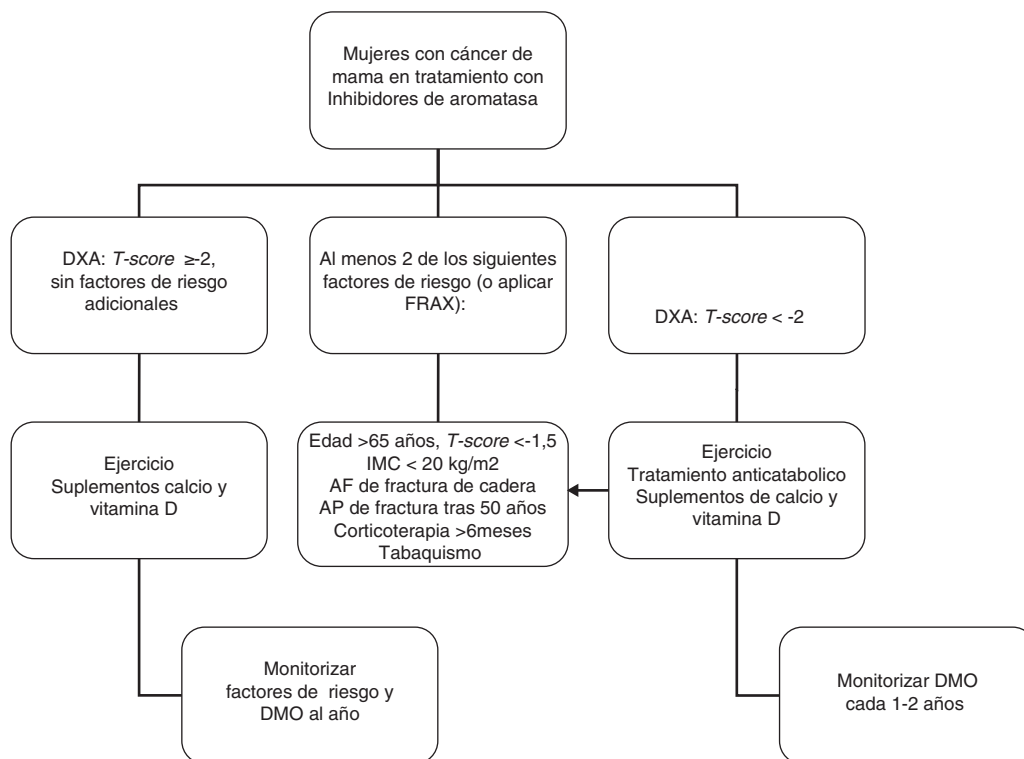 Mujeres con cáncer de
mama en tratamiento con
Inhibidores de aromatasa
DXA: T-score ≥-2,
sin factores de riesgo
adicionales
Al menos 2 de los siguientes
factores de riesgo (o aplicar
FRAX):
DXA: T-score < -2
Ejercicio
Suplementos calcio y
vitamina D
Edad >65 años, T-score <-1,5
IMC < 20 kg/m2
AF de fractura de cadera
AP de fractura tras 50 años
Corticoterapia >6meses
Tabaquismo
Ejercicio
Tratamiento anticatabolico
Suplementos de calcio y
vitamina D
Monitorizar
factores de riesgo y
DMO al año
Monitorizar DMO
cada 1-2 años